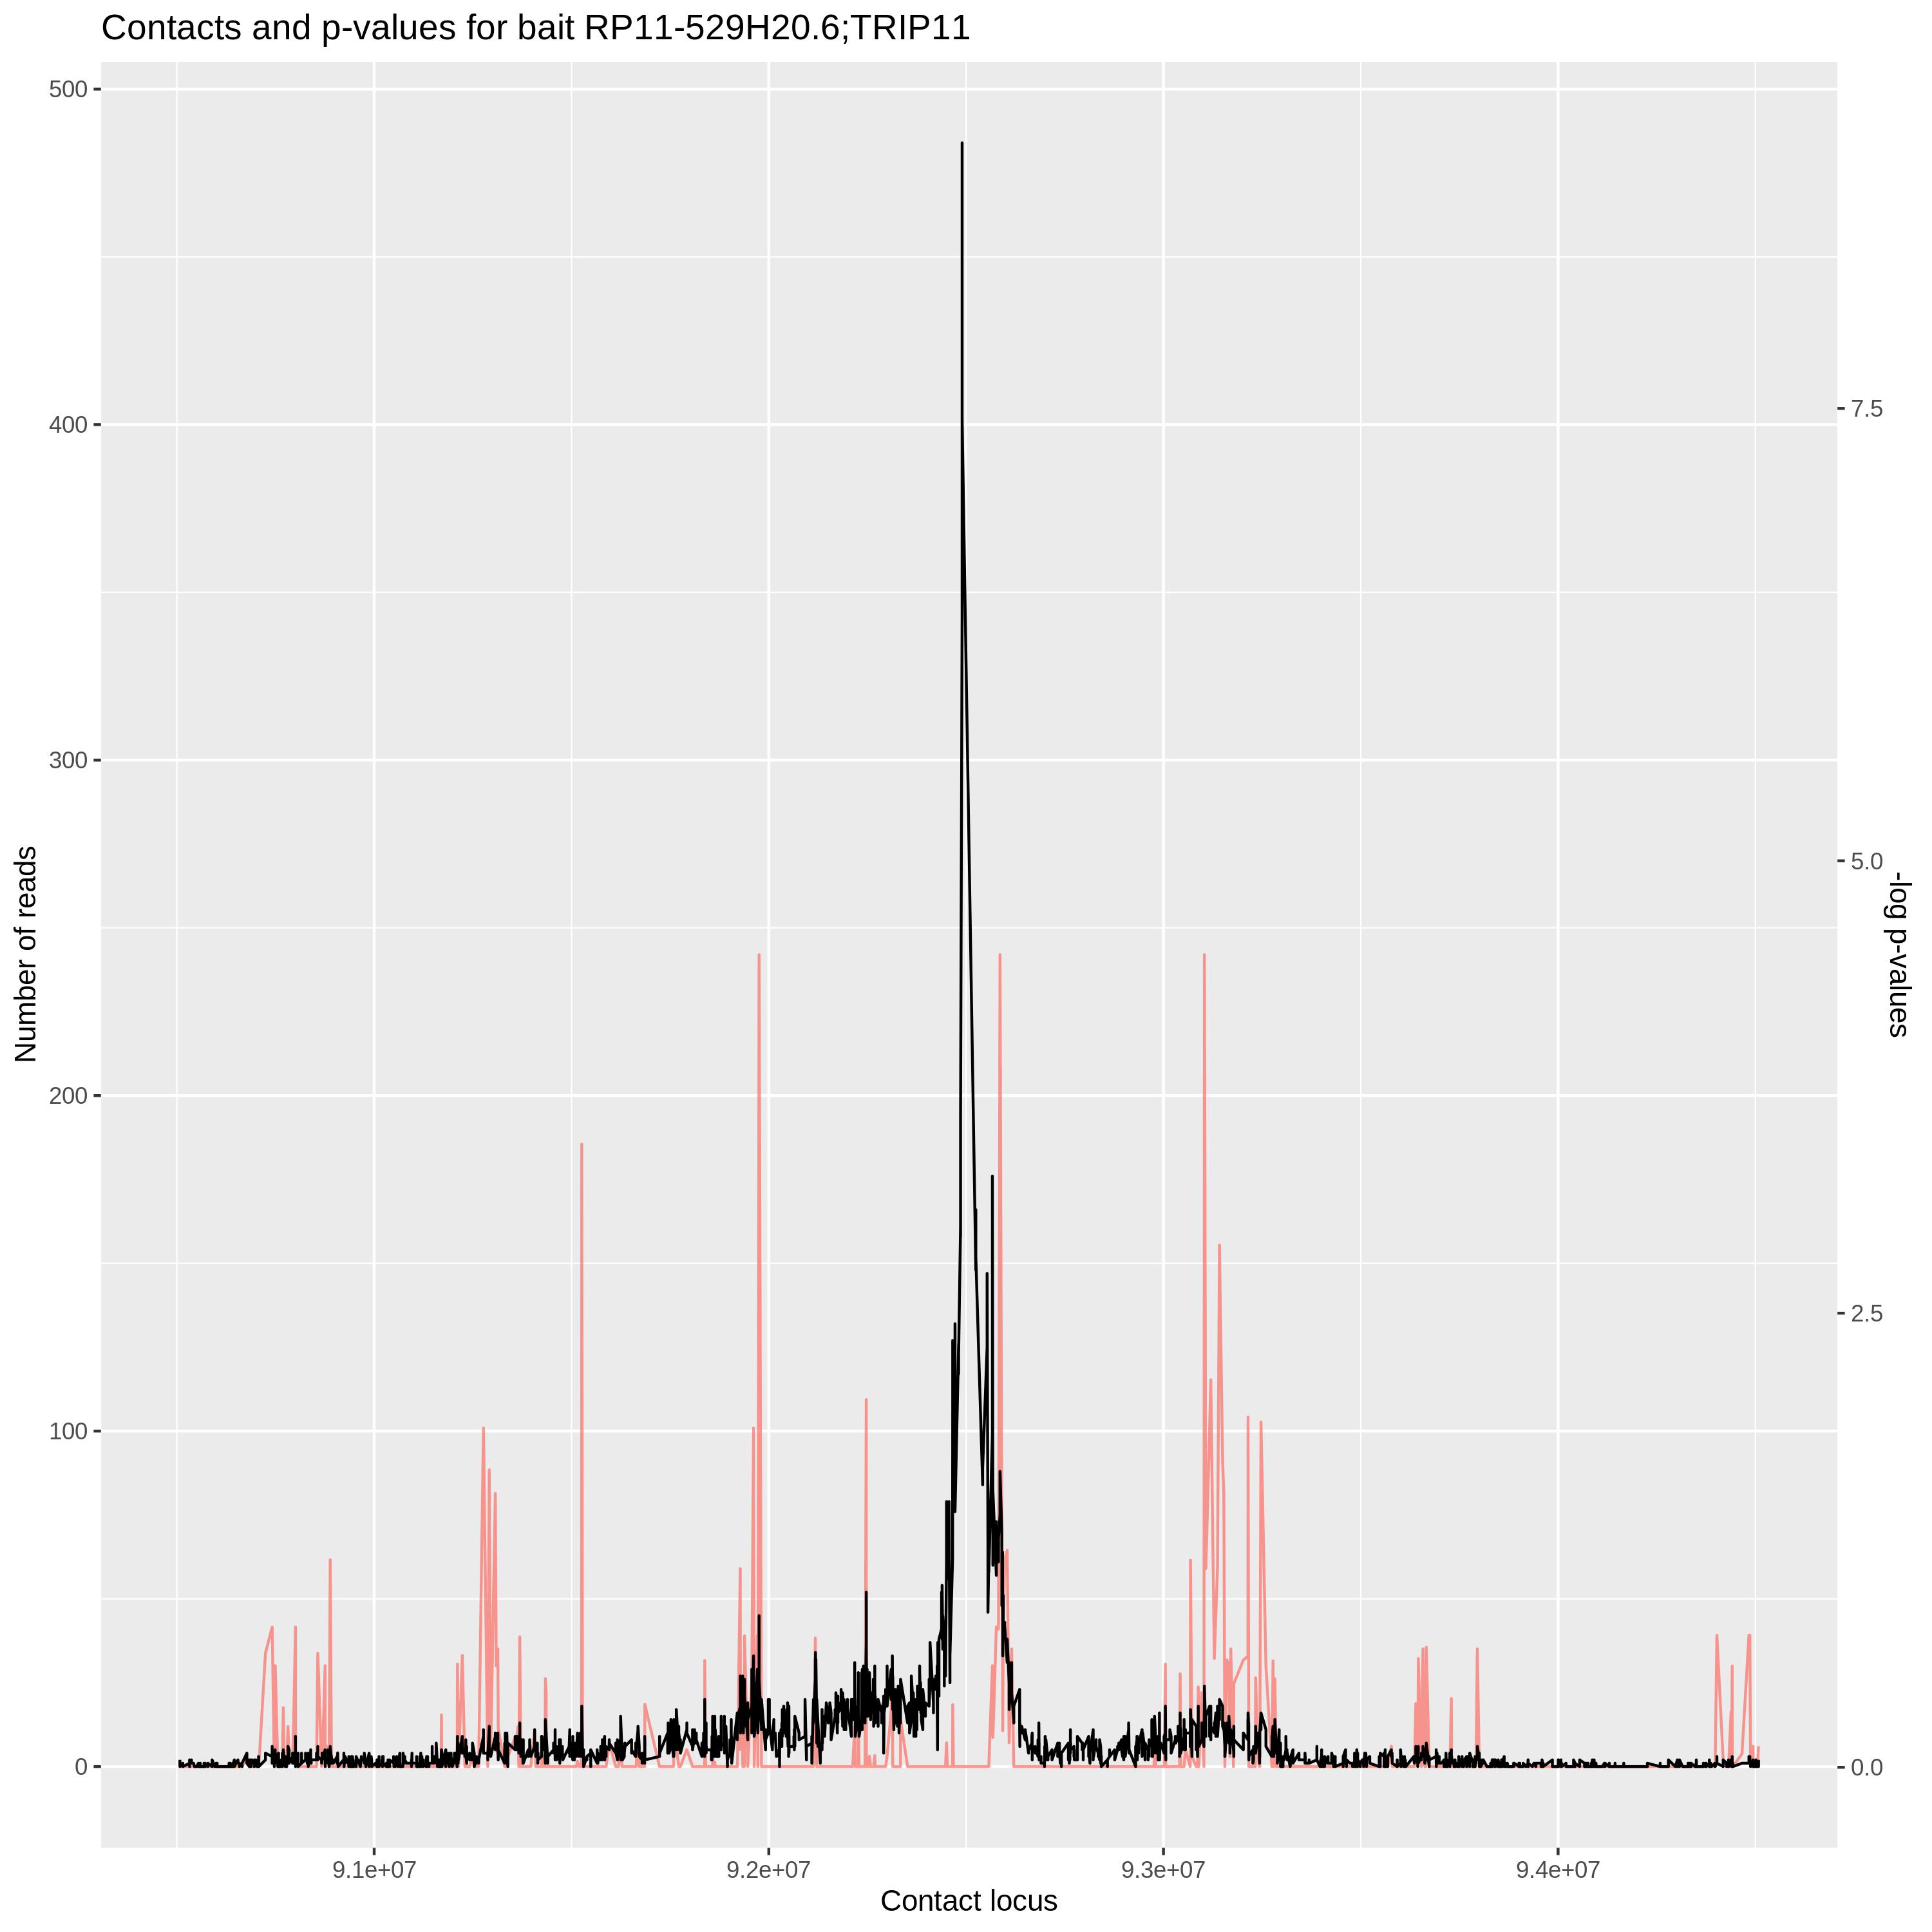 Contacts and p-values for bait RP11-529H20.6;TRIP11
500
400
300
200
100
0
Number of reads
7.5
5.0
2.5
0.0
-log p-values
9.1e+07
9.2e+07
9.3e+07
9.4e+07
Contact locus